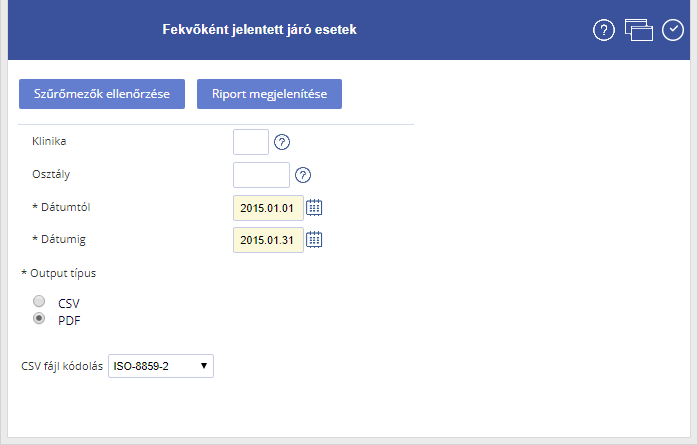 Fekvőként jelentett járó esetek
Szűrőmezők ellenőrzése
Riport megjelenítése
Klinika
Osztály
* Dátumtól 2015.01.01
* Dátumig 2015.01.31
* Output típus
CSV
PDF
CSV fájl kódolás ISO-8859-2